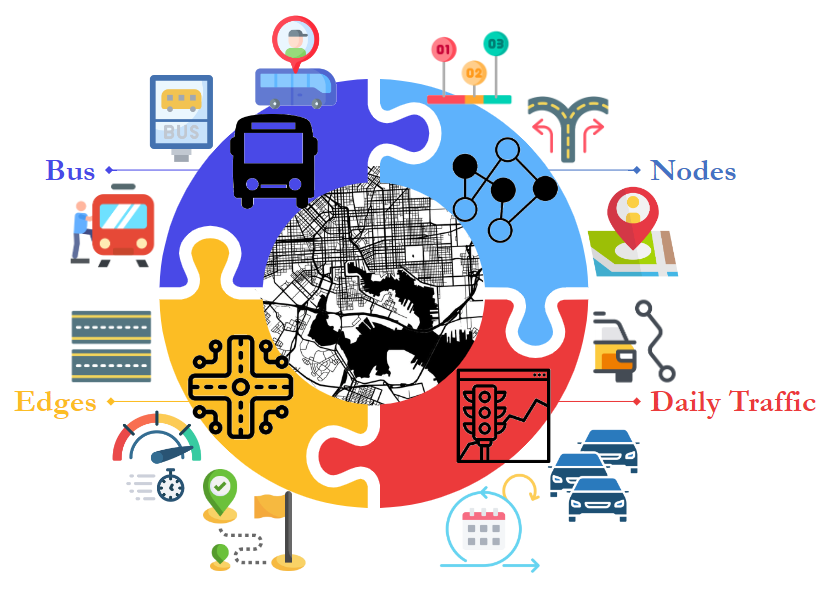 01
02
03
BUS
Bus
Nodes
Edges
Daily Traffic